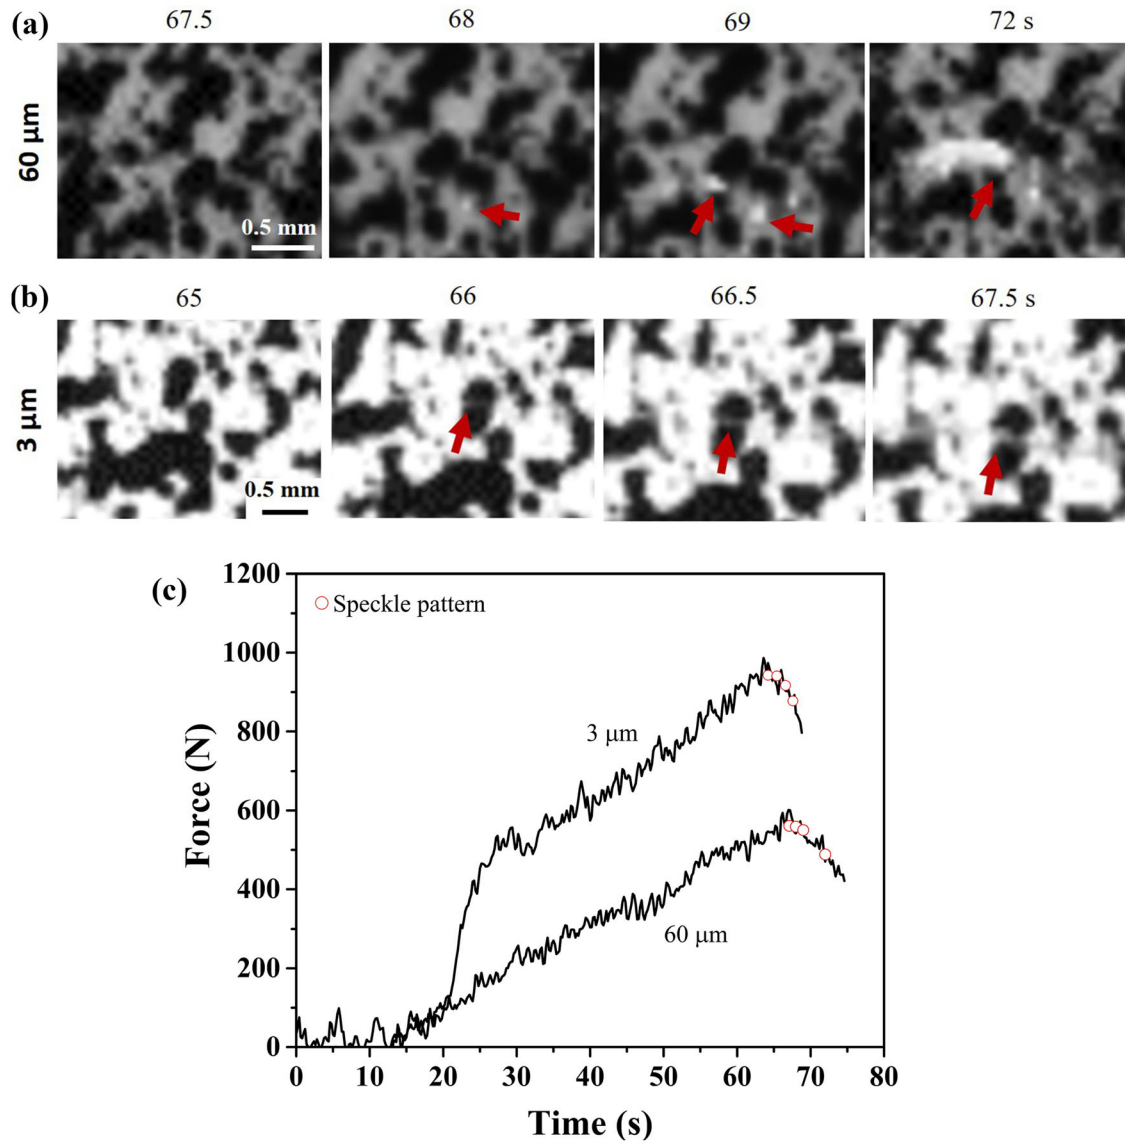 (a)
67.5 68 69 72 s
60 µm
0.5 mm
(b)
65 66 66.5 67.5 s
3 µm
0.5 mm
(c)
1200
1000
800
600
400
200
0
Force (N)
Speckle pattern
3 µm
60 µm
0 10 20 30 40 50 60 70 80
Time (s)